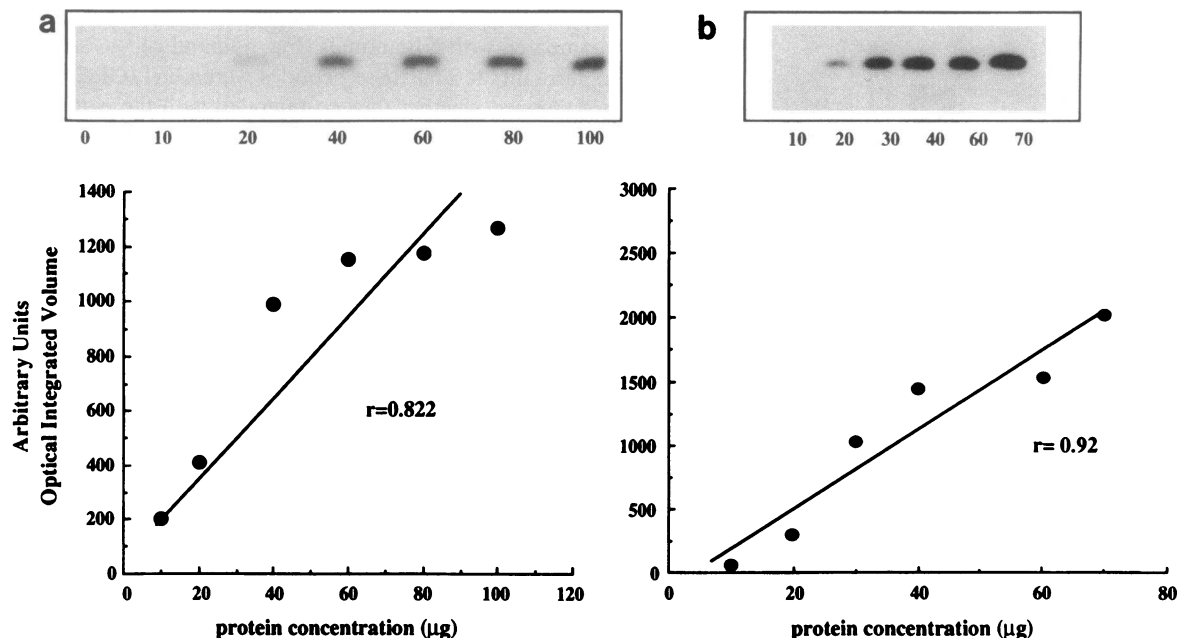 a
0 10 20 40 60 80 100
b
10 20 30 40 60 70
1400
1200
1000
800
600
400
200
0
Arbitrary Units
Optical Integrated Volume
r=0.822
0 20 40 60 80 100 120
protein concentration (µg)
3000
2500
2000
1500
1000
500
0
r= 0.92
0 20 40 60 80
protein concentration (µg)